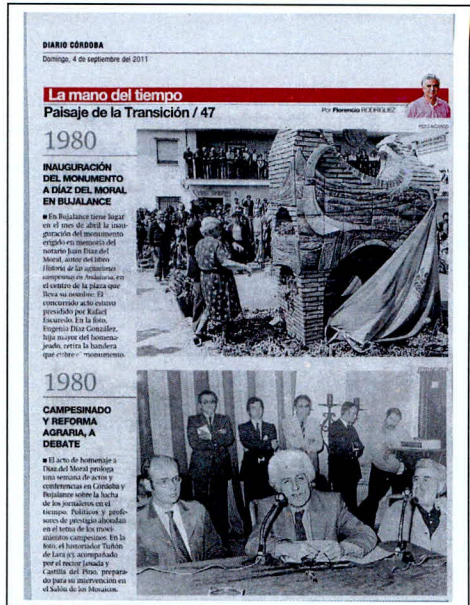 DIARIO CÓRDOBA
Domingo, 4 de septiembre del 2011
La mano del tiempo
Paisaje de la Transición / 47
Por Florencio RODRÍGUEZ
1980
INAUGURACIÓN
DEL MONUMENTO
A DÍAZ DEL MORAL
EN BUJALANCE
■ En Bujalance tiene lugar
en el mes de abril la inau-
guración del monumento
erigido en memoria del
notario Juan Díaz del
Moral, autor del libro
Historia de las agitaciones
campesinas en Andalucía, en
el centro de la plaza que
lleva su nombre. El
concurrido acto estuvo
presidido por Rafael
Escuredo. En la foto,
Eugenia Díaz González,
hija mayor del homena-
jeado, retira la bandera
que cubre el monumento.
1980
CAMPESINADO
Y REFORMA
AGRARIA, A
DEBATE
■ El acto de homenaje a
Díaz del Moral prologa
una semana de actos y
conferencias en Córdoba y
Bujalance sobre la lucha
de los jornaleros en el
tiempo. Políticos y profe-
sores de prestigio ahondan
en el tema de los movi-
mientos campesinos. En la
foto, el historiador Tuñón
de Lara (c), acompañado
por el rector Losada y
Castilla del Pino, prepara-
do para su intervención en
el Salón de los Mosaicos.